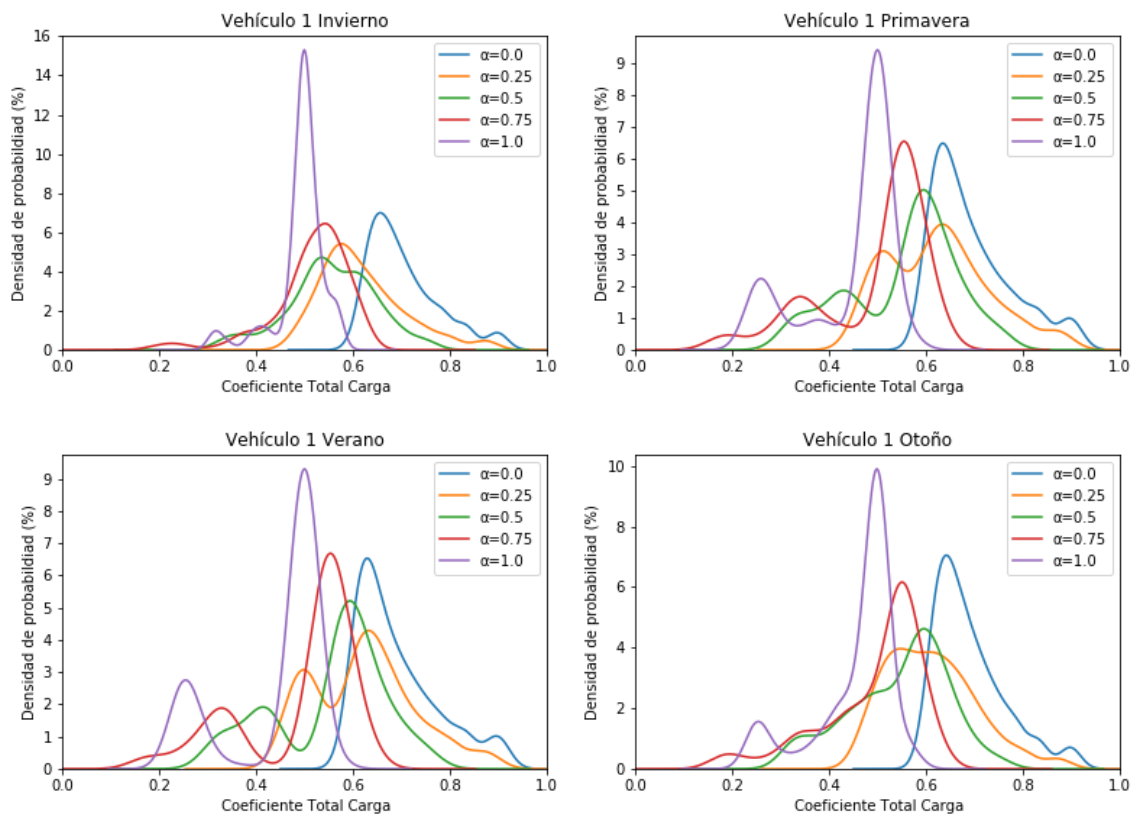 Vehículo 1 Invierno
Densidad de probabilidiad (%)
16
14
12
10
8
6
4
2
0
0.0 0.2 0.4 0.6 0.8 1.0
Coeficiente Total Carga
α=0.0
α=0.25
α=0.5
α=0.75
α=1.0
Vehículo 1 Primavera
Densidad de probabilidiad (%)
9
8
7
6
5
4
3
2
1
0
0.0 0.2 0.4 0.6 0.8 1.0
Coeficiente Total Carga
α=0.0
α=0.25
α=0.5
α=0.75
α=1.0
Vehículo 1 Verano
Densidad de probabilidiad (%)
9
8
7
6
5
4
3
2
1
0
0.0 0.2 0.4 0.6 0.8 1.0
Coeficiente Total Carga
α=0.0
α=0.25
α=0.5
α=0.75
α=1.0
Vehículo 1 Otoño
Densidad de probabilidiad (%)
10
8
6
4
2
0
0.0 0.2 0.4 0.6 0.8 1.0
Coeficiente Total Carga
α=0.0
α=0.25
α=0.5
α=0.75
α=1.0